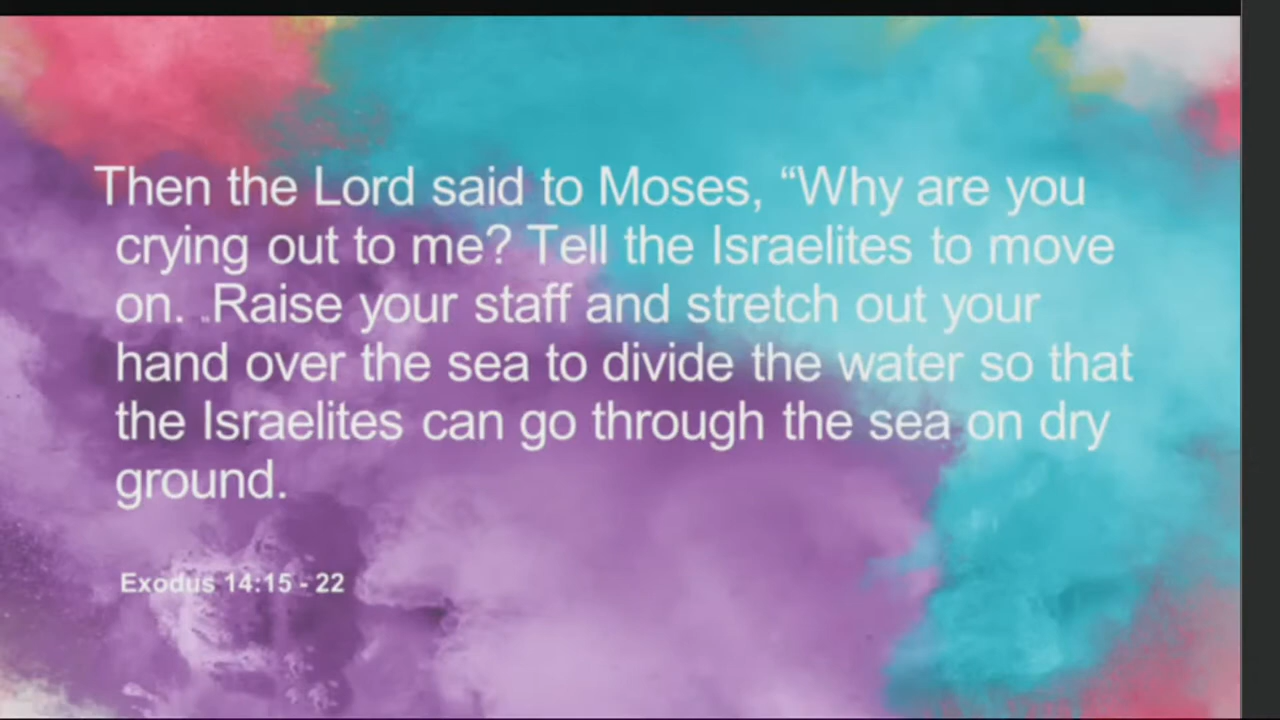 Then the Lord said to Moses, “Why are you
crying out to me? Tell the Israelites to move
on. Raise your staff and stretch out your
hand over the sea to divide the water so that
the Israelites can go through the sea on dry
ground.
Exodus 14:15 - 22